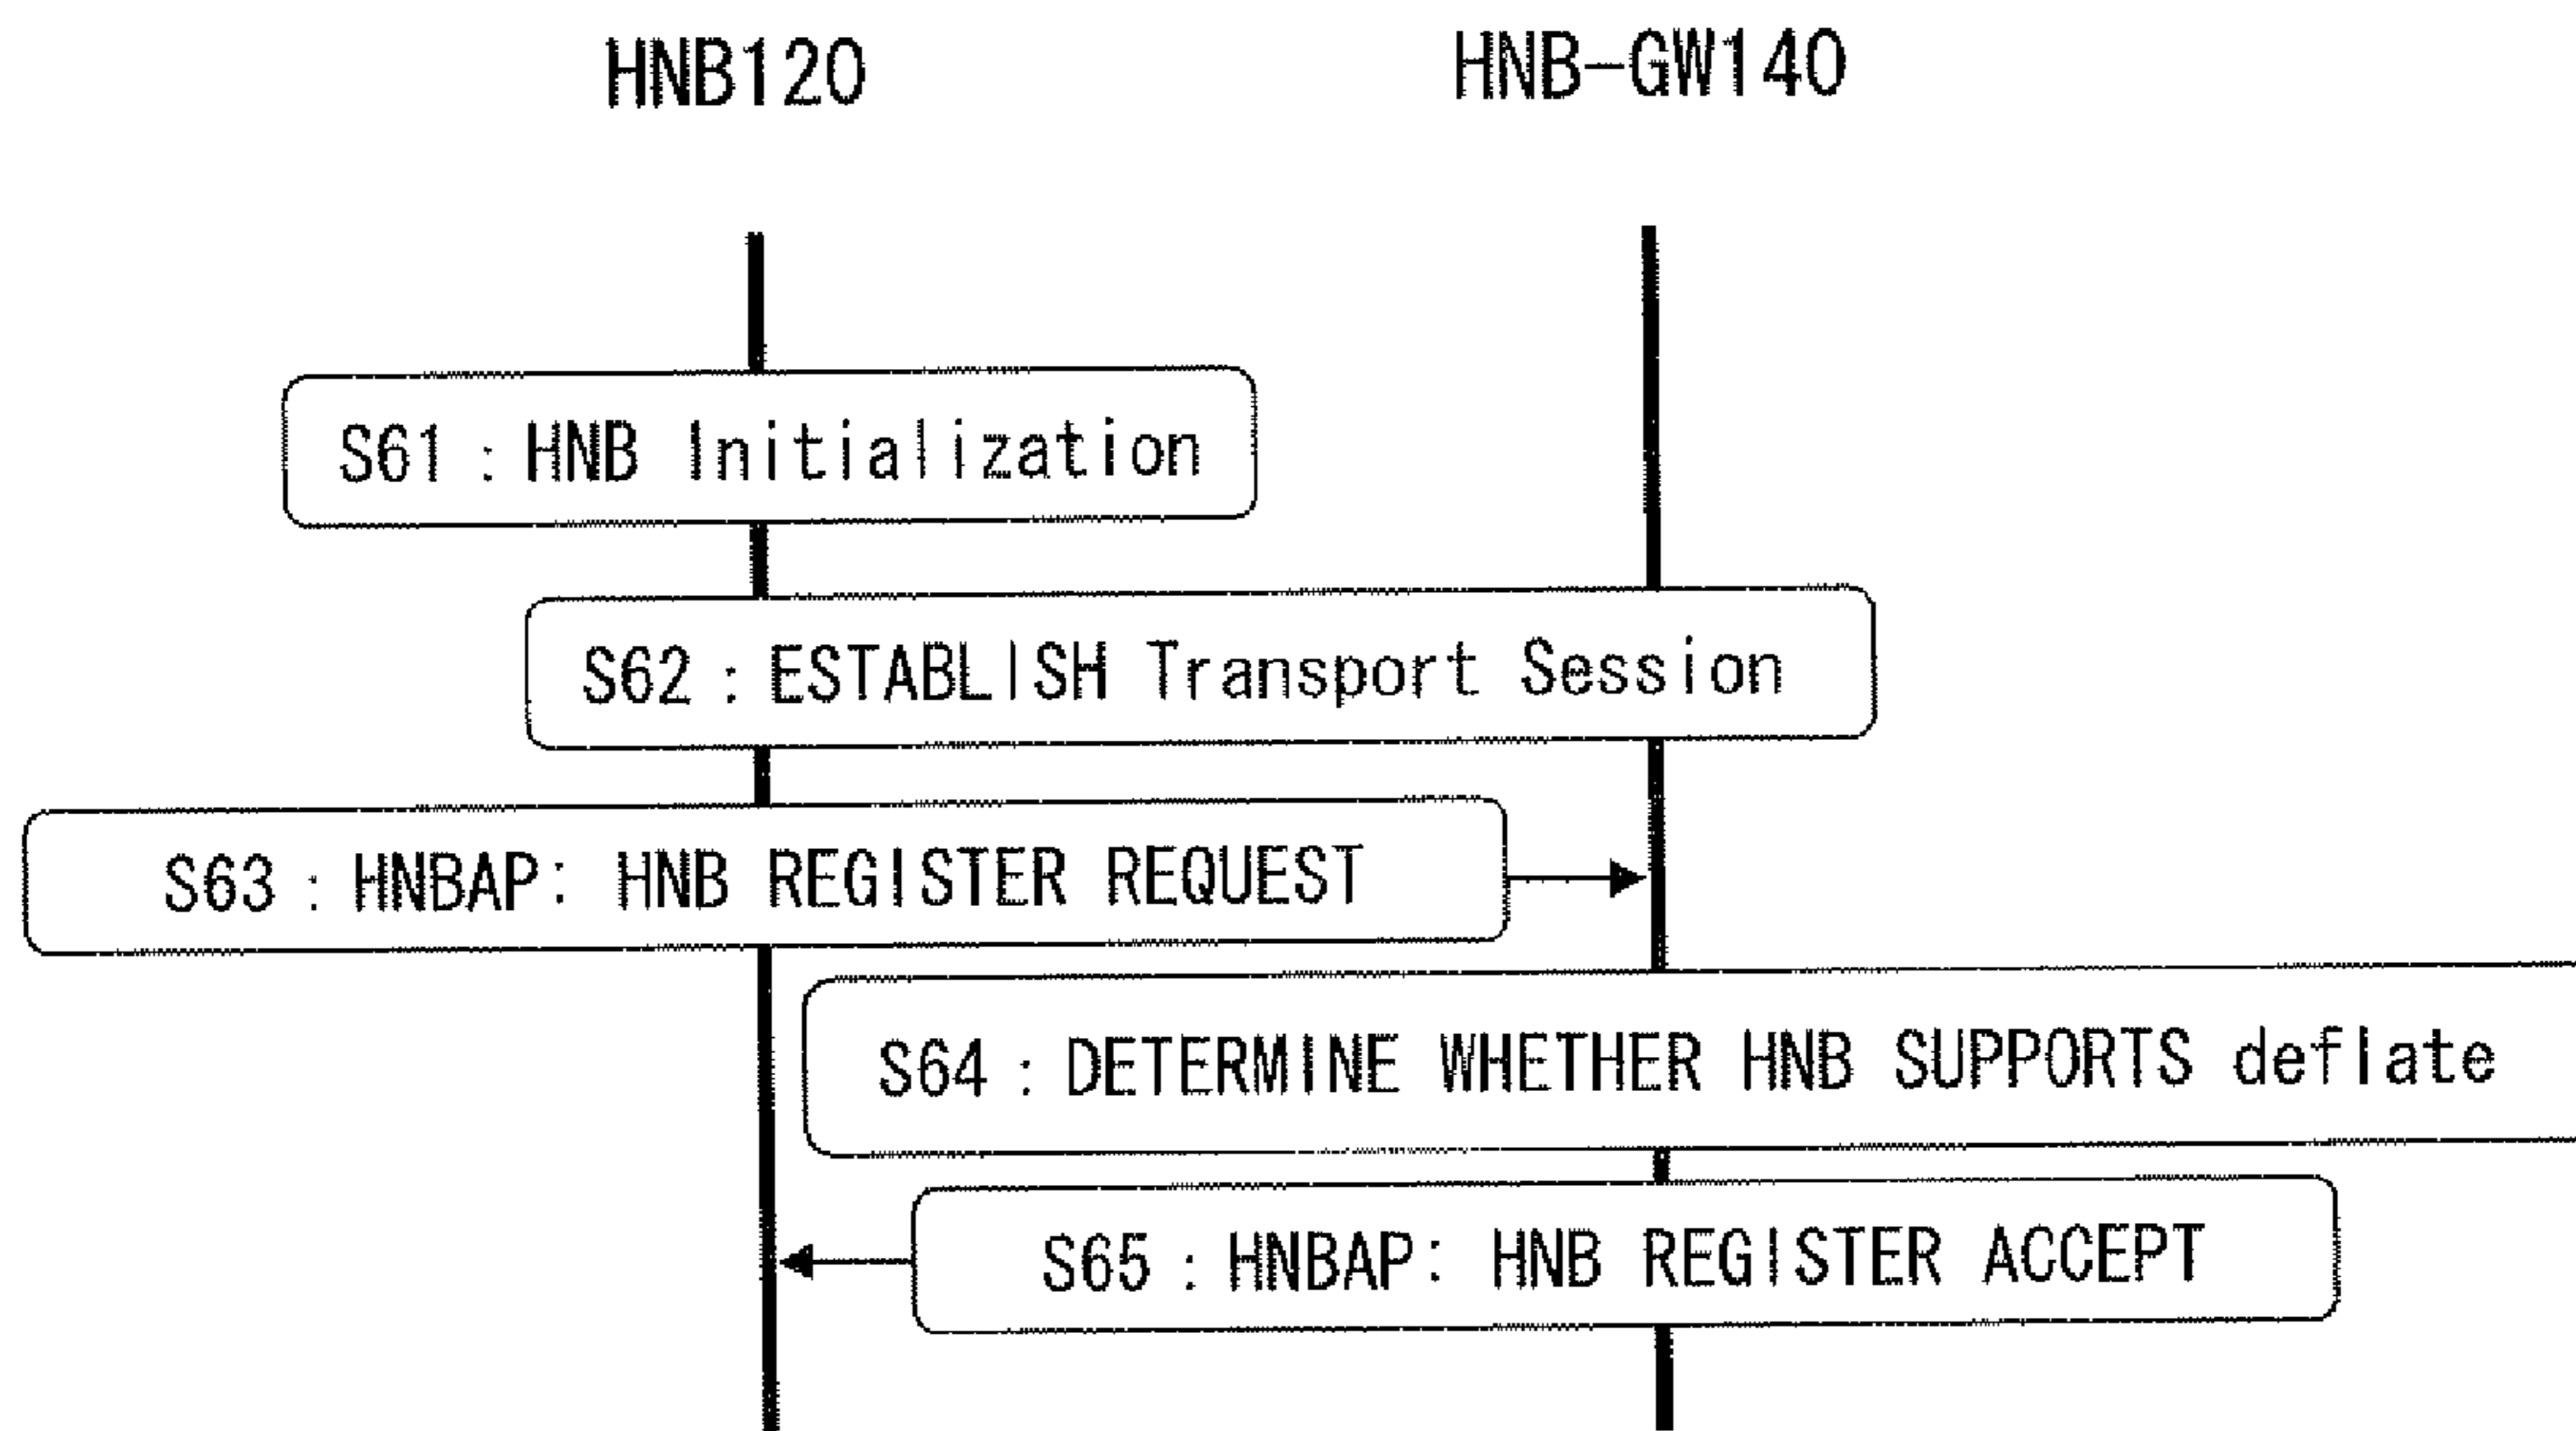 HNB120
HNB-GW140
S61 : HNB Initialization
S62 : ESTABLISH Transport Session
S63 : HNBAP: HNB REGISTER REQUEST
S64 : DETERMINE WHETHER HNB SUPPORTS deflate
S65 : HNBAP: HNB REGISTER ACCEPT